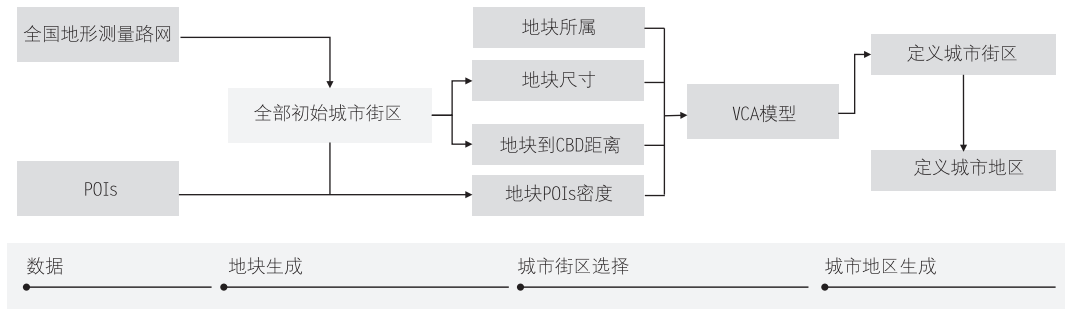 全国地形测量路网
POIs
全部初始城市街区
地块所属
地块尺寸
地块到CBD距离
地块POIs密度
VCA模型
定义城市街区
定义城市地区
数据
地块生成
城市街区选择
城市地区生成